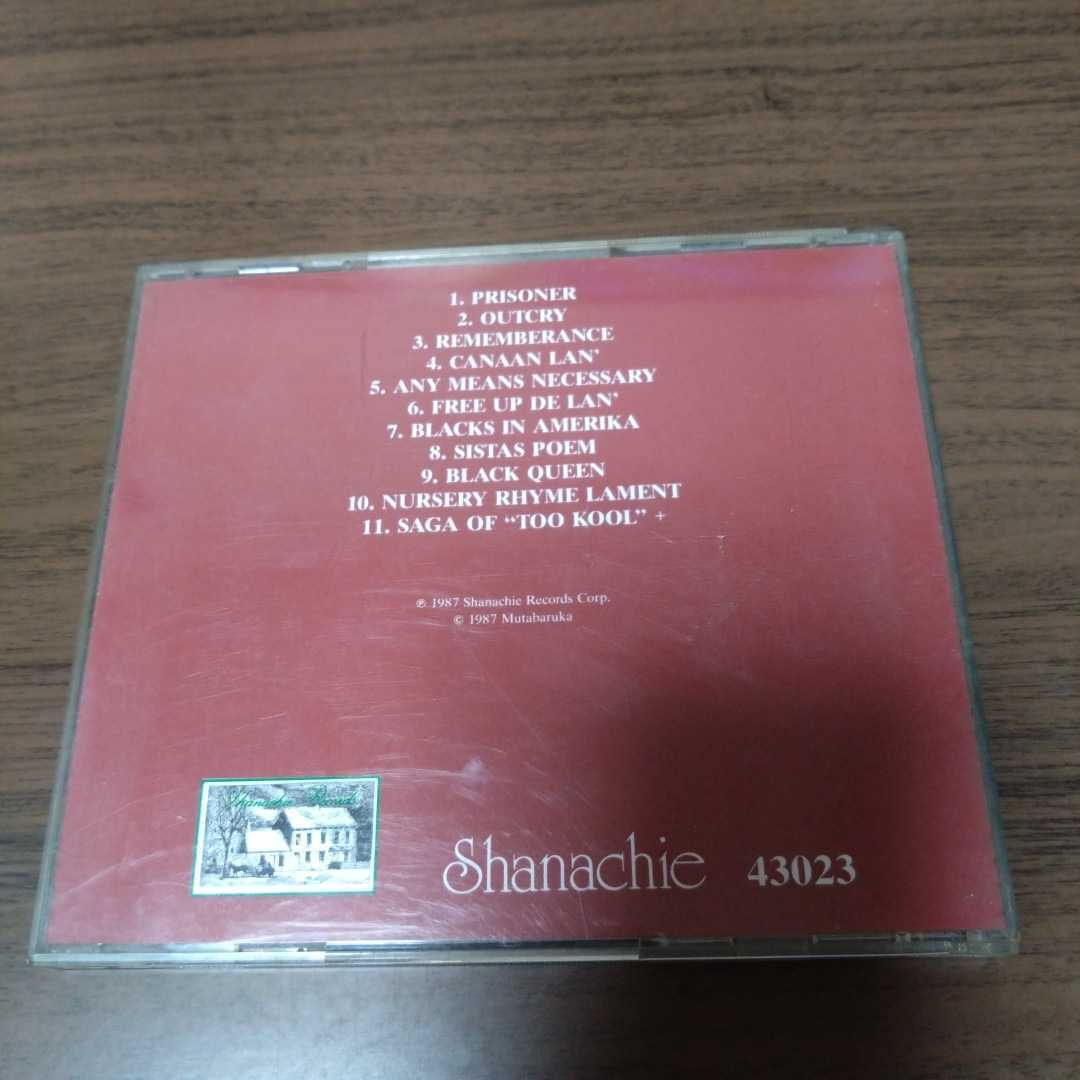 1. PRISONER
2. OUTCRY
3. REMEMBERANCE
4. CANAAN LAN'
5. ANY MEANS NECESSARY
6. FREE UP DE LAN'
7. BLACKS IN AMERIKA
8. SISTAS POEM
9. BLACK QUEEN
10. NURSERY RHYME LAMENT
11. SAGA OF “TOO KOOL” +
℗ 1987 Shanachie Records Corp.
© 1987 Mutabaruka
Shanachie Records
Shanachie 43023